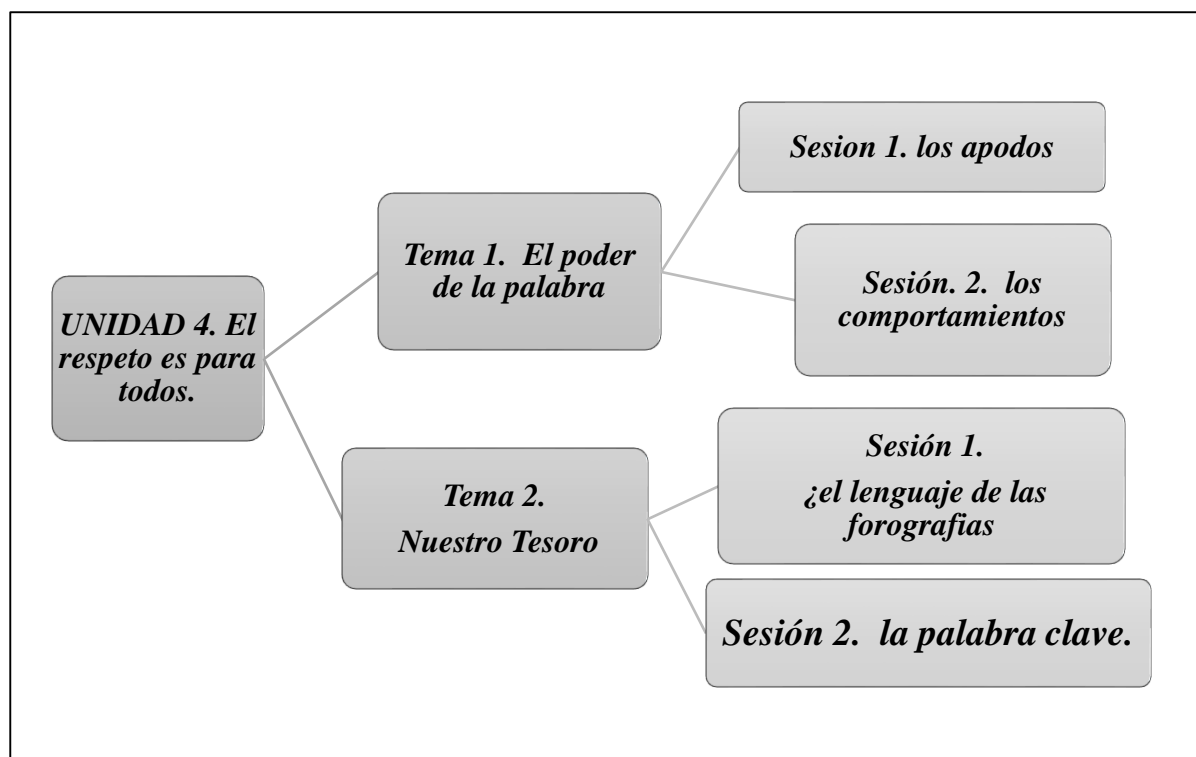 UNIDAD 4. El
respeto es para
todos.
Tema 1. El poder
de la palabra
Sesion 1. los apodos
Sesión. 2. los
comportamientos
Tema 2.
Nuestro Tesoro
Sesión 1.
¿el lenguaje de las
forografias
Sesión 2. la palabra clave.